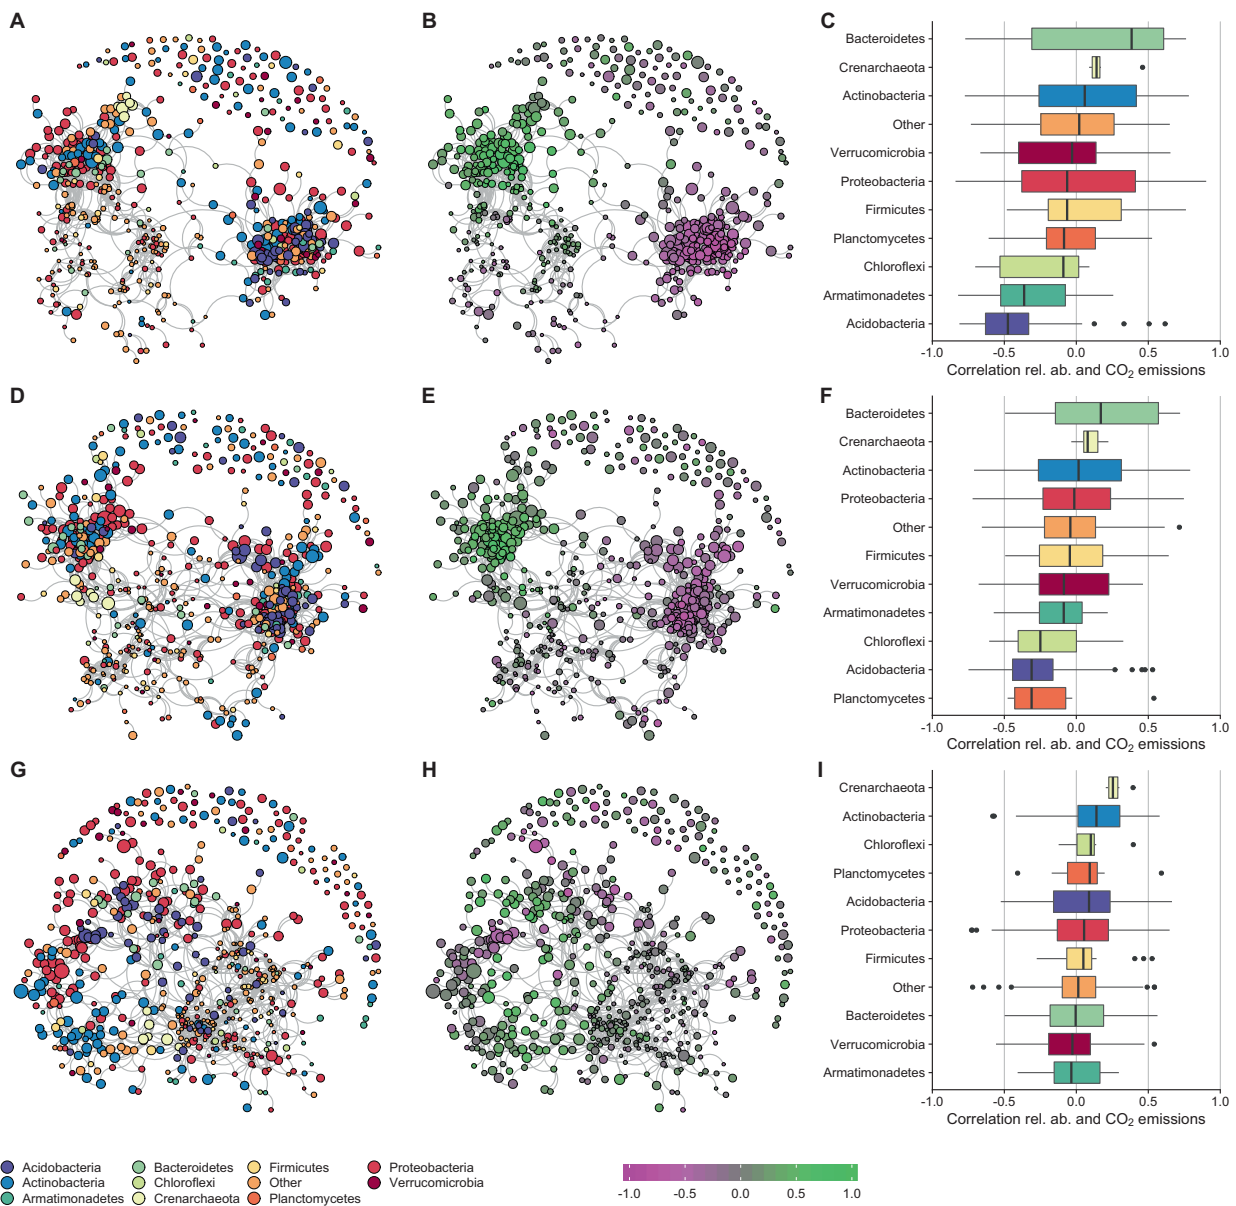 A
B
C
Bacteroidetes
Crenarchaeota
Actinobacteria
Other
Verrucomicrobia
Proteobacteria
Firmicutes
Planctomycetes
Chloroflexi
Armatimonadetes
Acidobacteria
-1.0 -0.5 0.0 0.5 1.0
Correlation rel. ab. and CO₂ emissions
D
E
F
Bacteroidetes
Crenarchaeota
Actinobacteria
Proteobacteria
Other
Firmicutes
Verrucomicrobia
Armatimonadetes
Chloroflexi
Acidobacteria
Planctomycetes
-1.0 -0.5 0.0 0.5 1.0
Correlation rel. ab. and CO₂ emissions
G
H
I
Crenarchaeota
Actinobacteria
Chloroflexi
Planctomycetes
Acidobacteria
Proteobacteria
Firmicutes
Other
Bacteroidetes
Verrucomicrobia
Armatimonadetes
-1.0 -0.5 0.0 0.5 1.0
Correlation rel. ab. and CO₂ emissions
Acidobacteria Bacteroidetes Firmicutes Proteobacteria
Actinobacteria Chloroflexi Other Verrucomicrobia
Armatimonadetes Crenarchaeota Planctomycetes
-1.0 -0.5 0.0 0.5 1.0